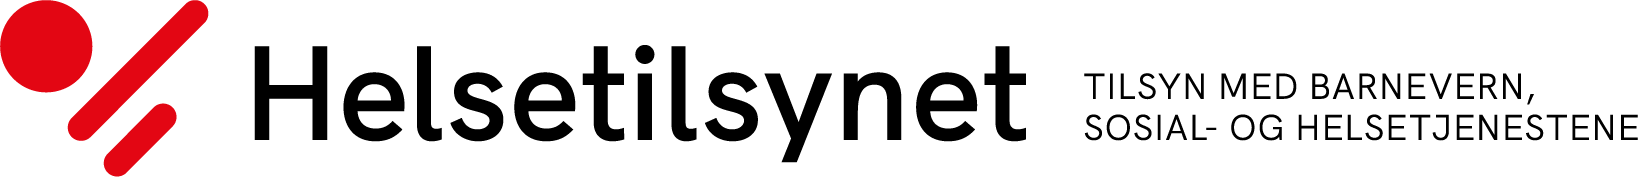 Helsetilsynet
TILSYN MED BARNEVERN,
SOSIAL- OG HELSETJENESTENE